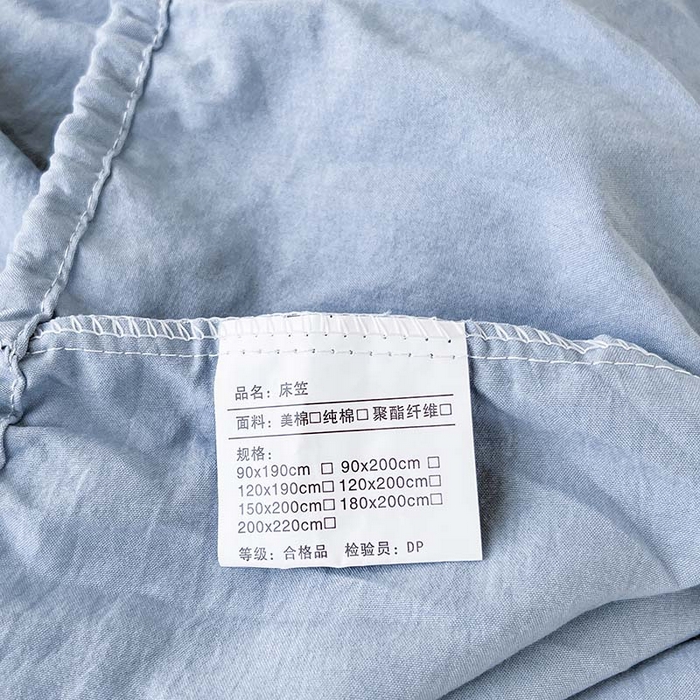 品名：床笠
面料：美棉□纯棉□聚酯纤维□
规格：
90x190cm □ 90x200cm □
120x190cm□ 120x200cm□
150x200cm□ 180x200cm□
200x220cm□
等级：合格品 检验员：DP